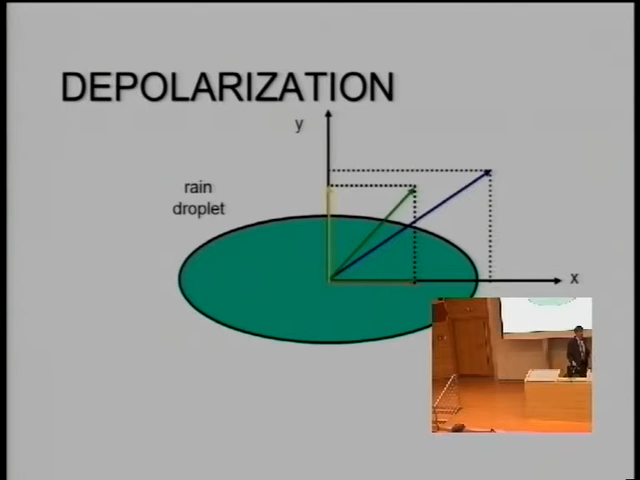 DEPOLARIZATION
y
rain
droplet
x